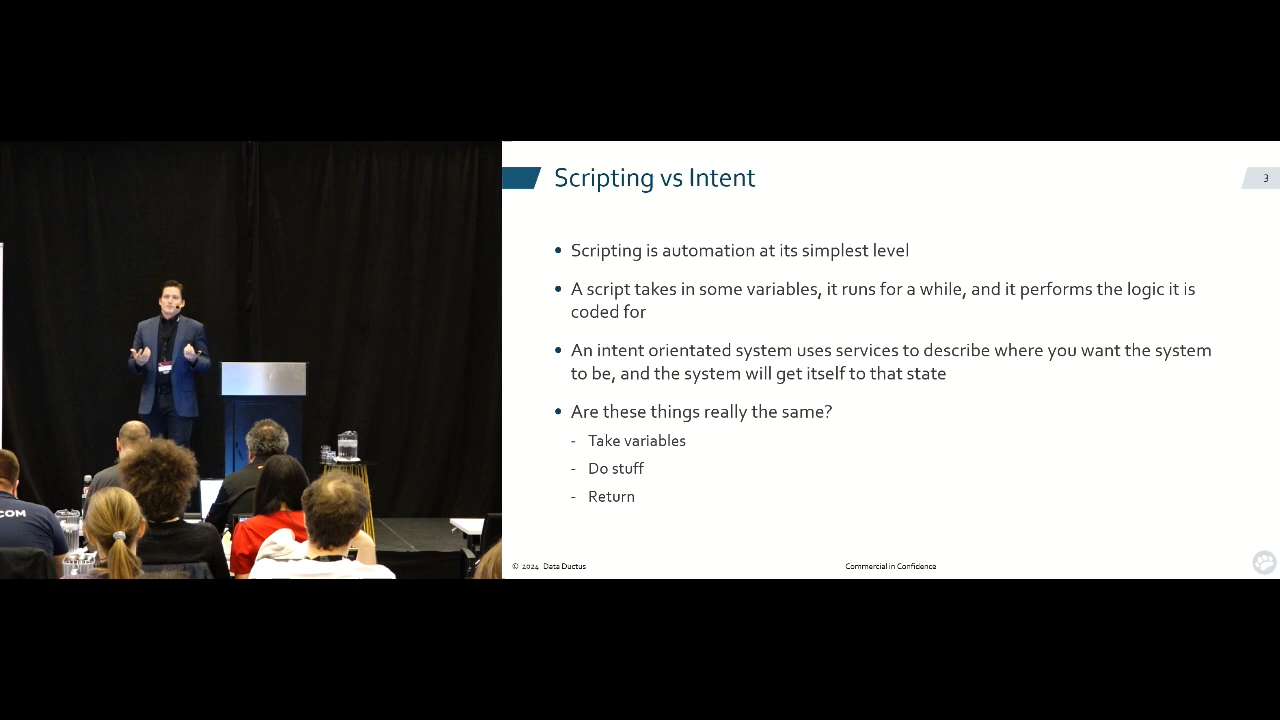 Scripting vs Intent
3
• Scripting is automation at its simplest level
• A script takes in some variables, it runs for a while, and it performs the logic it is
coded for
• An intent orientated system uses services to describe where you want the system
to be, and the system will get itself to that state
• Are these things really the same?
- Take variables
- Do stuff
- Return
COM
© 2024 Data Ductus
Commercial in Confidence